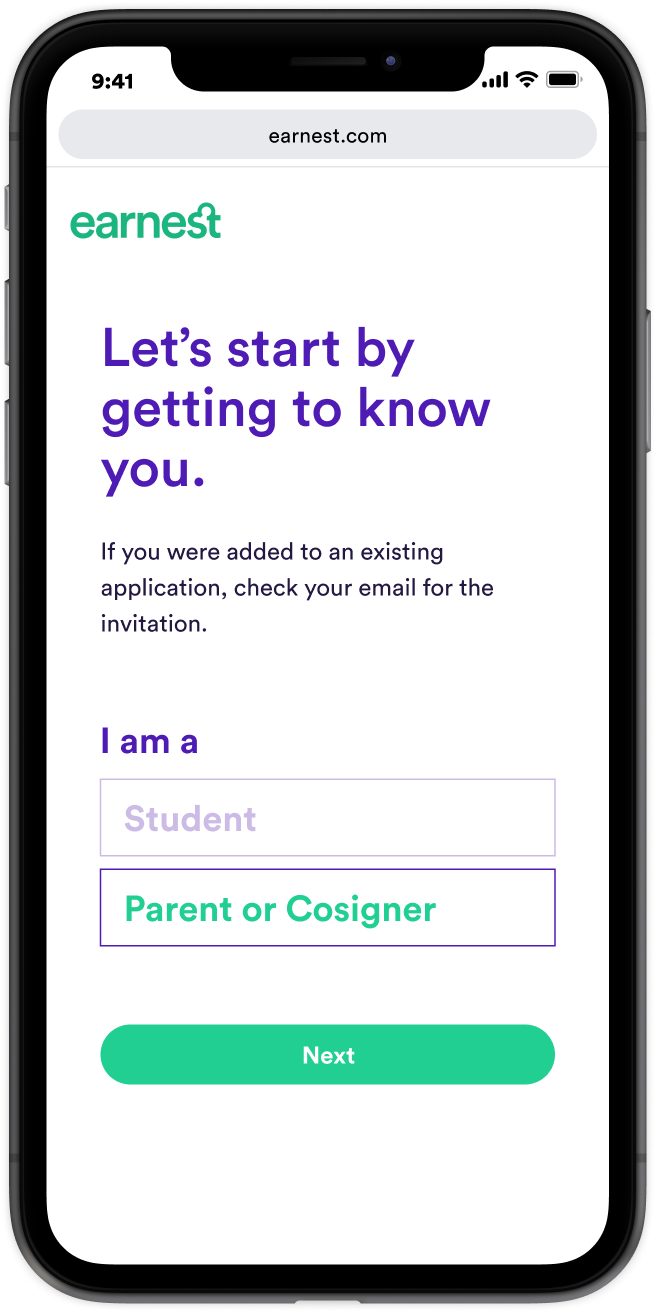 9:41
earnest.com
earnest
Let’s start by
getting to know
you.
If you were added to an existing
application, check your email for the
invitation.
I am a
Student
Parent or Cosigner
Next